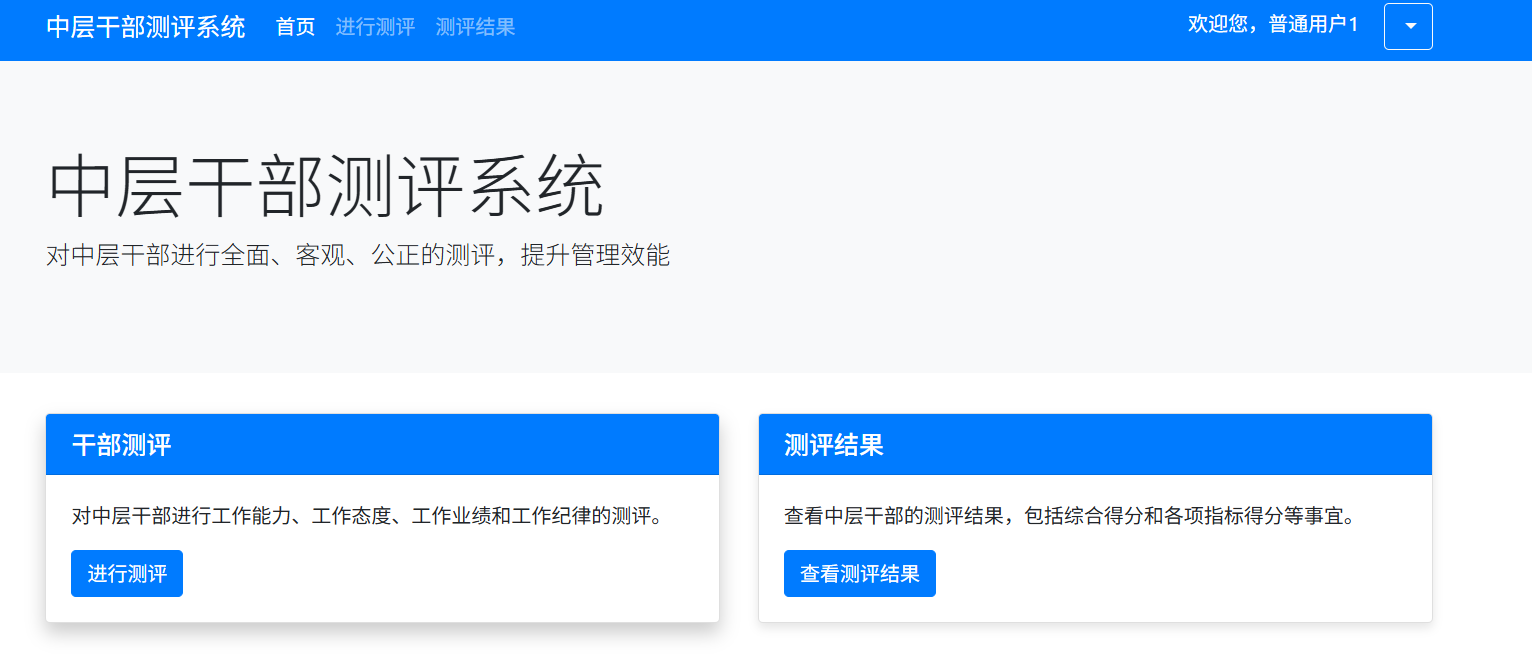 中层干部测评系统 首页 进行测评 测评结果 欢迎您，普通用户1
中层干部测评系统
对中层干部进行全面、客观、公正的测评，提升管理效能
干部测评
对中层干部进行工作能力、工作态度、工作业绩和工作纪律的测评。
进行测评
测评结果
查看中层干部的测评结果，包括综合得分和各项指标得分等事宜。
查看测评结果